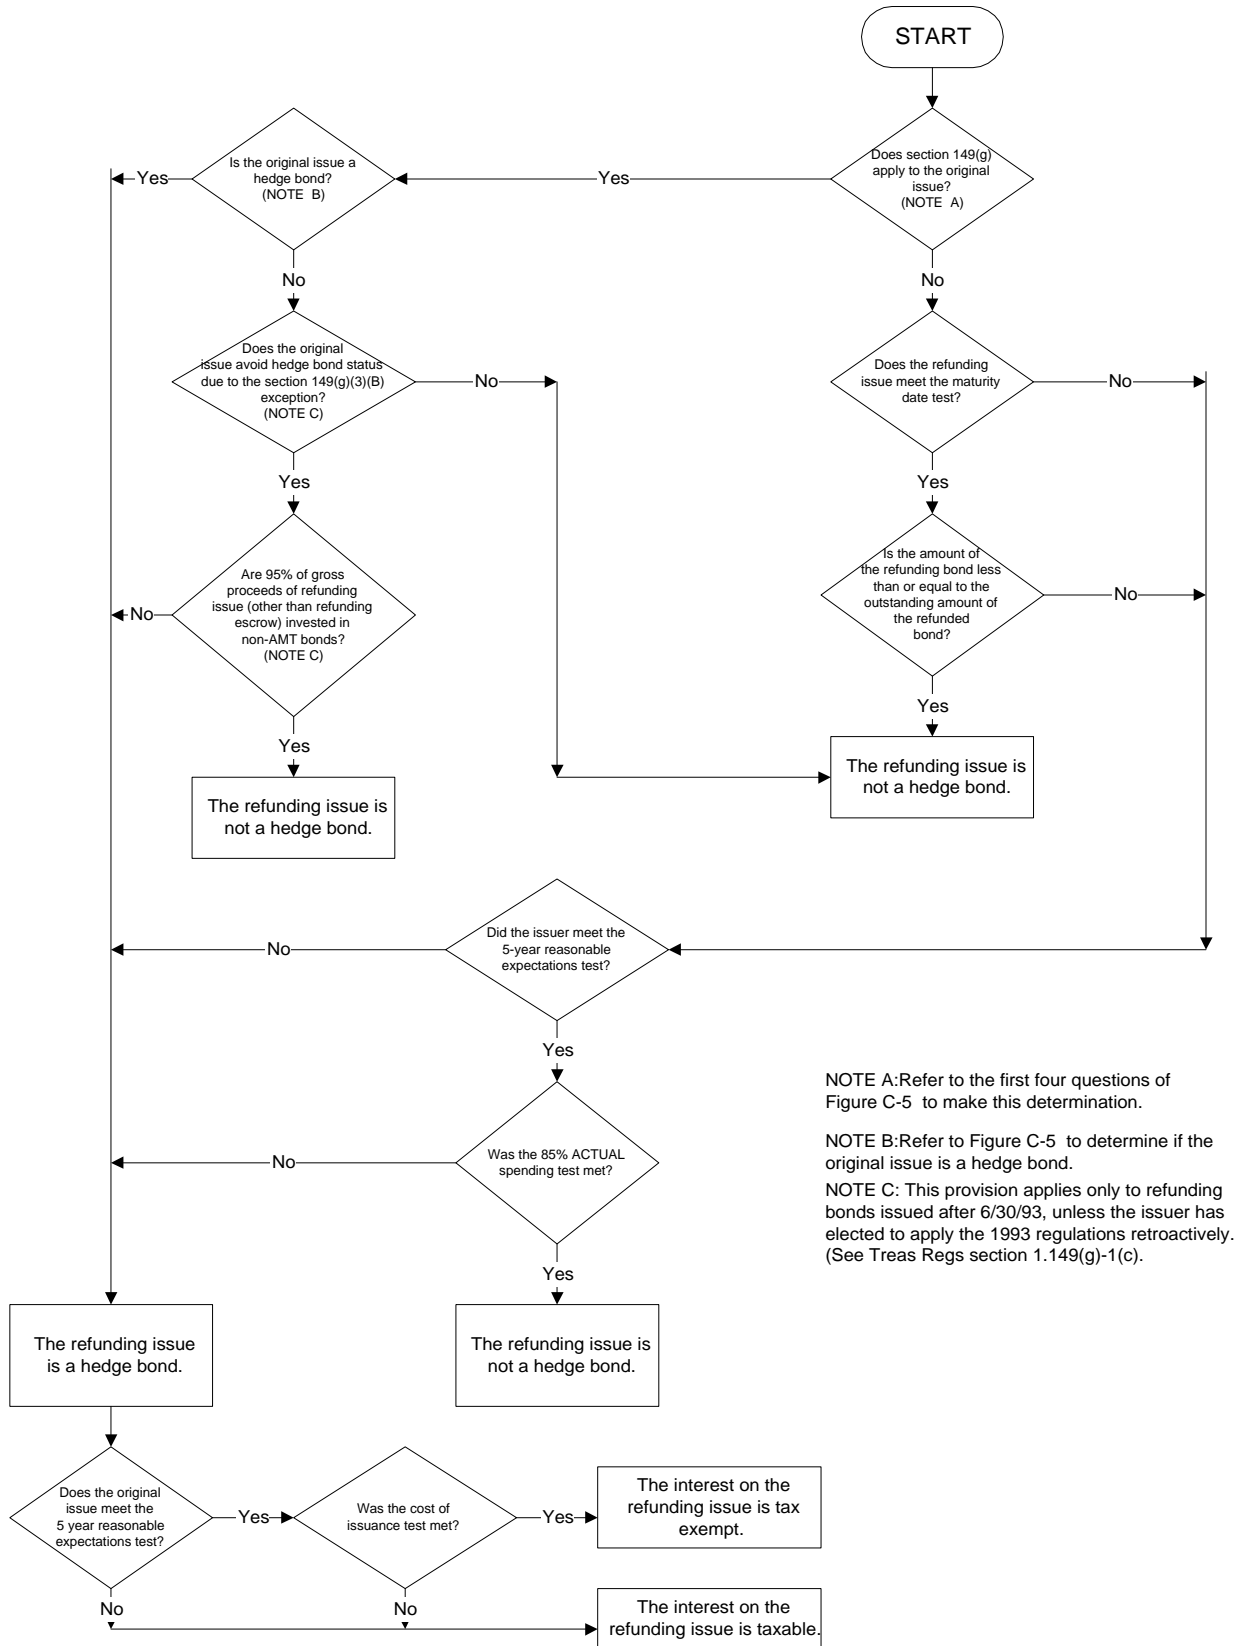 START
Does section 149(g)
apply to the original
issue?
(NOTE A)
Yes
Is the original issue a
hedge bond?
(NOTE B)
Yes
No
No
Does the original
issue avoid hedge bond status
due to the section 149(g)(3)(B)
exception?
(NOTE C)
No
Does the refunding
issue meet the maturity
date test?
No
Yes
Yes
Are 95% of gross
proceeds of refunding
issue (other than refunding
escrow) invested in
non-AMT bonds?
(NOTE C)
No
Is the amount of
the refunding bond less
than or equal to the
outstanding amount of
the refunded
bond?
No
Yes
Yes
The refunding issue is
not a hedge bond.
The refunding issue is
not a hedge bond.
Did the issuer meet the
5-year reasonable
expectations test?
No
Yes
Was the 85% ACTUAL
spending test met?
No
Yes
NOTE A:Refer to the first four questions of
Figure C-5 to make this determination.
NOTE B:Refer to Figure C-5 to determine if the
original issue is a hedge bond.
NOTE C: This provision applies only to refunding
bonds issued after 6/30/93, unless the issuer has
elected to apply the 1993 regulations retroactively.
(See Treas Regs section 1.149(g)-1(c).
The refunding issue
is a hedge bond.
The refunding issue is
not a hedge bond.
Does the original
issue meet the
5 year reasonable
expectations test?
Yes
Was the cost of
issuance test met?
Yes
The interest on the
refunding issue is tax
exempt.
No
No
The interest on the
refunding issue is taxable.